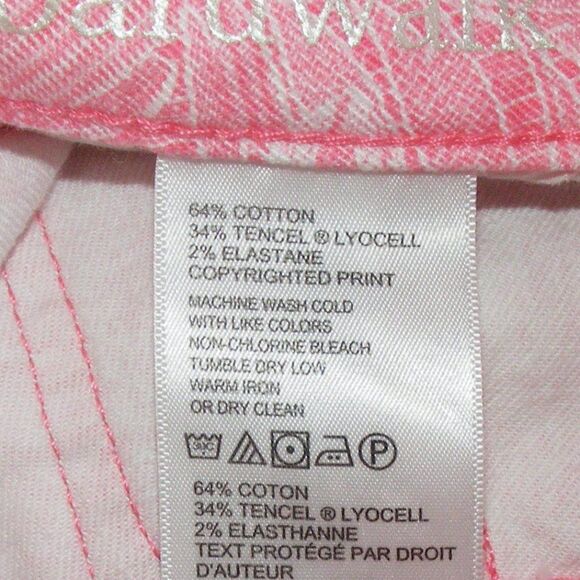 64% COTTON
34% TENCEL ® LYOCELL
2% ELASTANE
COPYRIGHTED PRINT
MACHINE WASH COLD
WITH LIKE COLORS
NON-CHLORINE BLEACH
TUMBLE DRY LOW
WARM IRON
OR DRY CLEAN
P
64% COTON
34% TENCEL ® LYOCELL
2% ELASTHANNE
TEXT PROTÉGÉ PAR DROIT
D'AUTEUR